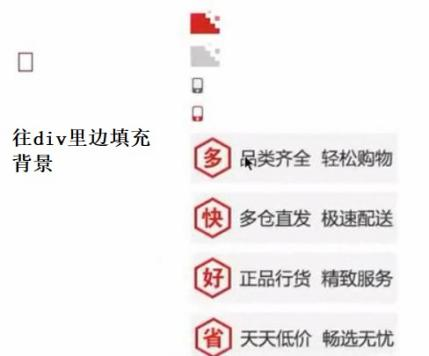 往div里边填充
背景
多 品类齐全 轻松购物
快 多仓直发 极速配送
好 正品行货 精致服务
省 天天低价 畅选无忧